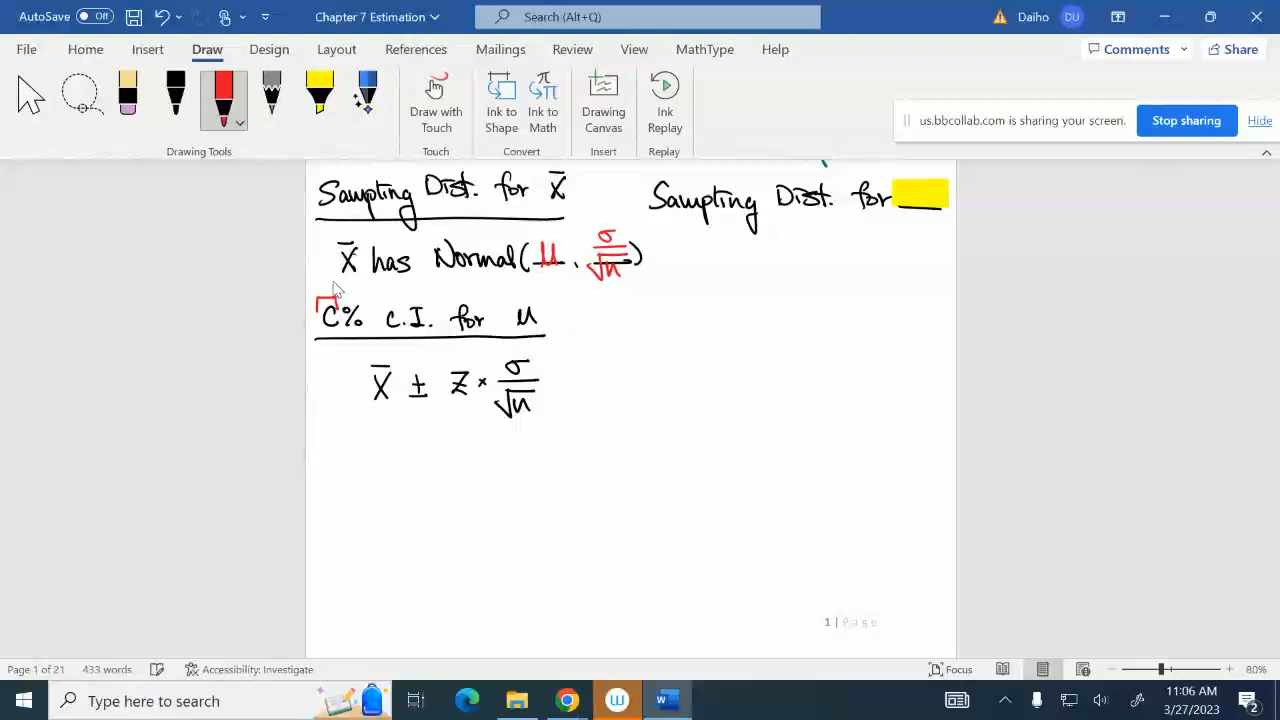 AutoSave Off Chapter 7 Estimation Search (Alt+Q) Daiho DU
File Home Insert Draw Design Layout References Mailings Review View MathType Help Comments Share
Draw with Touch Ink to Shape Ink to Math Drawing Canvas Ink Replay
us.bbcollab.com is sharing your screen. Stop sharing Hide
Drawing Tools Touch Convert Insert Replay
Sampting Dist. for X̄
Sampting Dist. for ___
X̄ has Normal( μ , σ/√n )
C% C.I. for μ
X̄ ± Z × σ/√n
1 | Page
Page 1 of 21 433 words Accessibility: Investigate Focus 80%
Type here to search
11:06 AM
3/27/2023
2